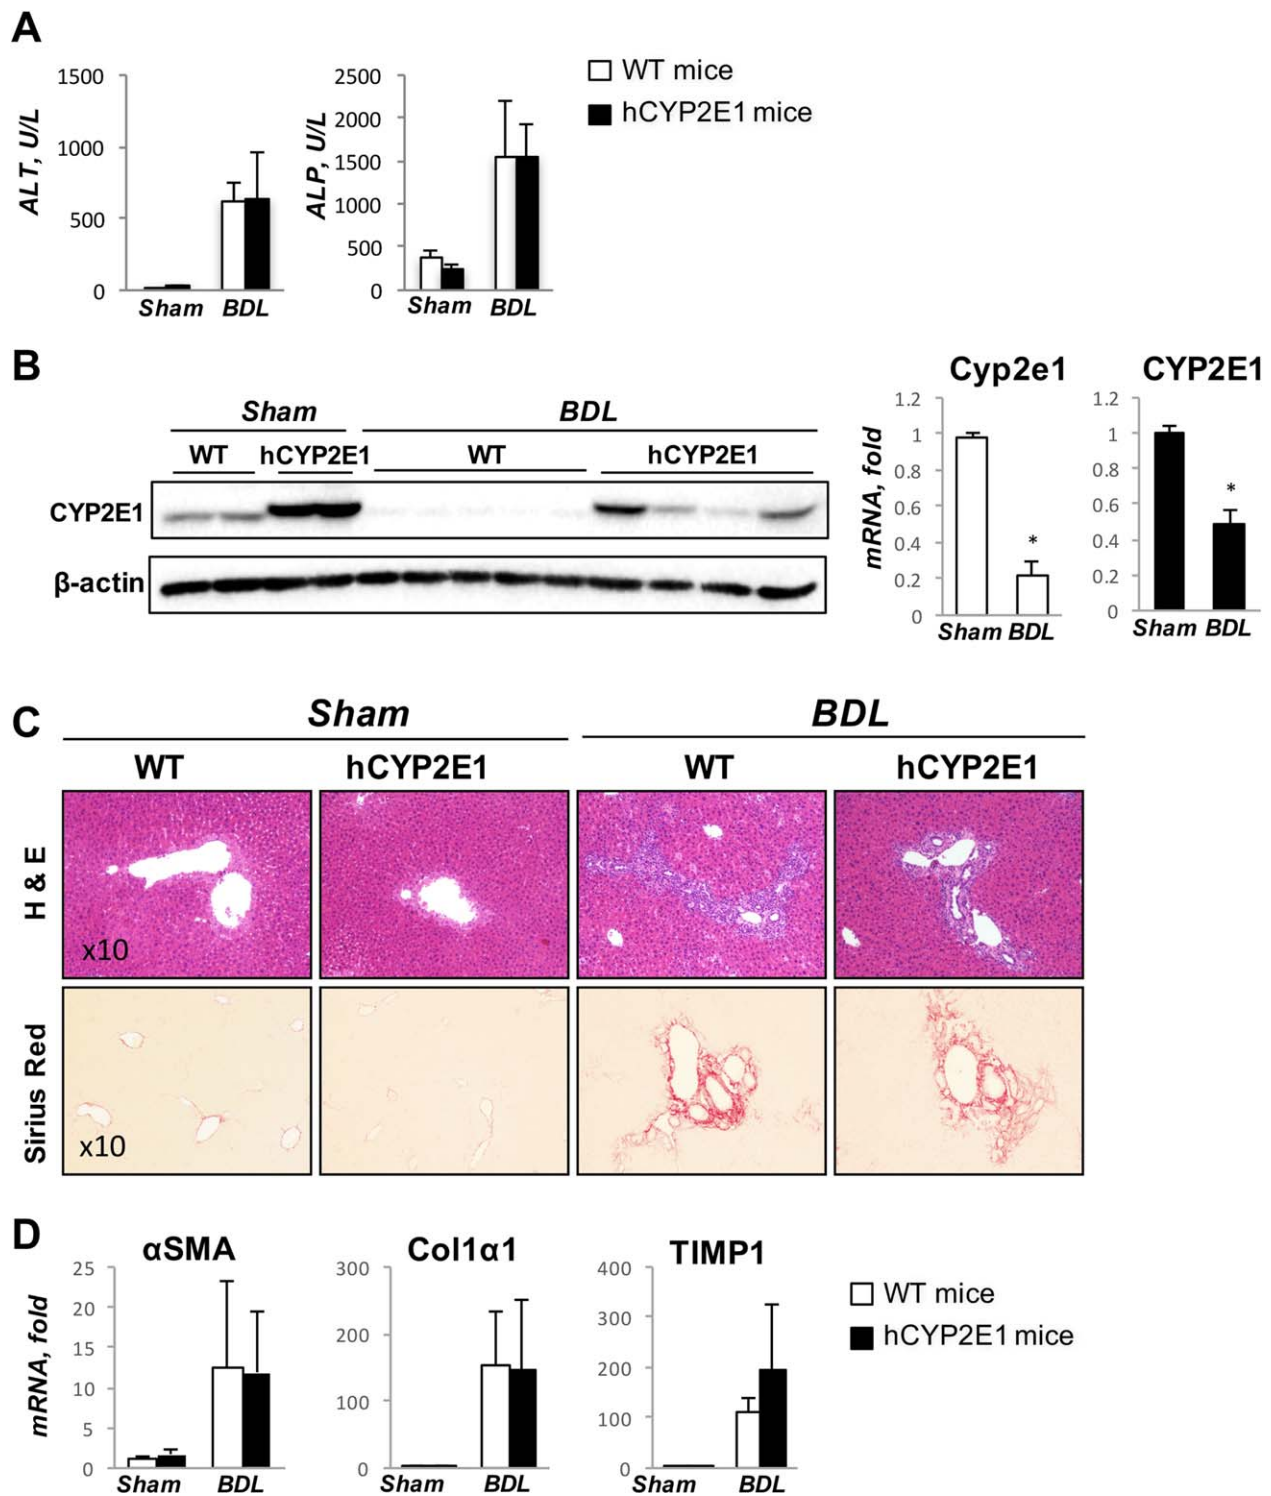 A
WT mice
hCYP2E1 mice
ALT, U/L
1500
1000
500
0
Sham BDL
ALP, U/L
2500
2000
1500
1000
500
0
Sham BDL
B
Sham BDL
WT hCYP2E1 WT hCYP2E1
CYP2E1
β-actin
Cyp2e1
mRNA, fold
1.2
1
0.8
0.6
0.4
0.2
0
*
Sham BDL
CYP2E1
1.2
1
0.8
0.6
0.4
0.2
0
*
Sham BDL
C
Sham BDL
WT hCYP2E1 WT hCYP2E1
H & E
x10
Sirius Red
x10
D
αSMA
mRNA, fold
25
20
15
10
5
0
Sham BDL
Col1α1
300
200
100
0
Sham BDL
TIMP1
400
300
200
100
0
Sham BDL
WT mice
hCYP2E1 mice